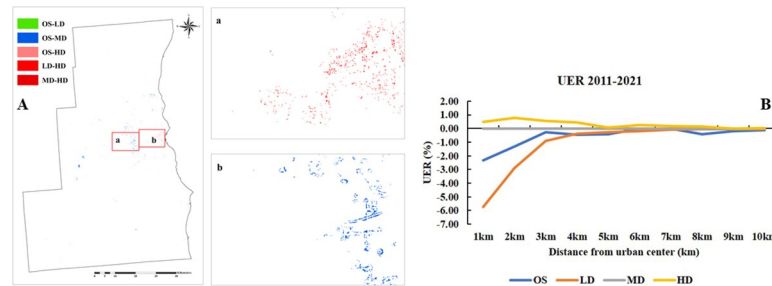 OS-LD
OS-MD
OS-HD
LD-HD
MD-HD
A
a
b
a
b
UER 2011-2021
B
UER (%)
2.00
1.00
0.00
-1.00
-2.00
-3.00
-4.00
-5.00
-6.00
-7.00
1km 2km 3km 4km 5km 6km 7km 8km 9km 10km
Distance from urban center (km)
OS LD MD HD